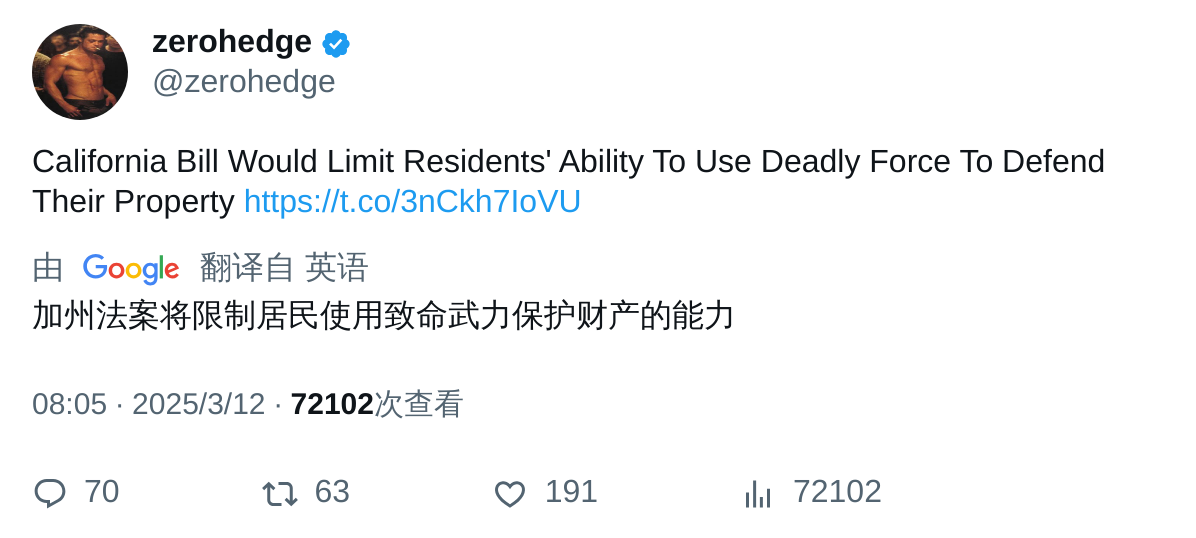 zerohedge
@zerohedge
California Bill Would Limit Residents' Ability To Use Deadly Force To Defend
Their Property https://t.co/3nCkh7IoVU
由 Google 翻译自 英语
加州法案将限制居民使用致命武力保护财产的能力
08:05 · 2025/3/12 · 72102次查看
70 63 191 72102